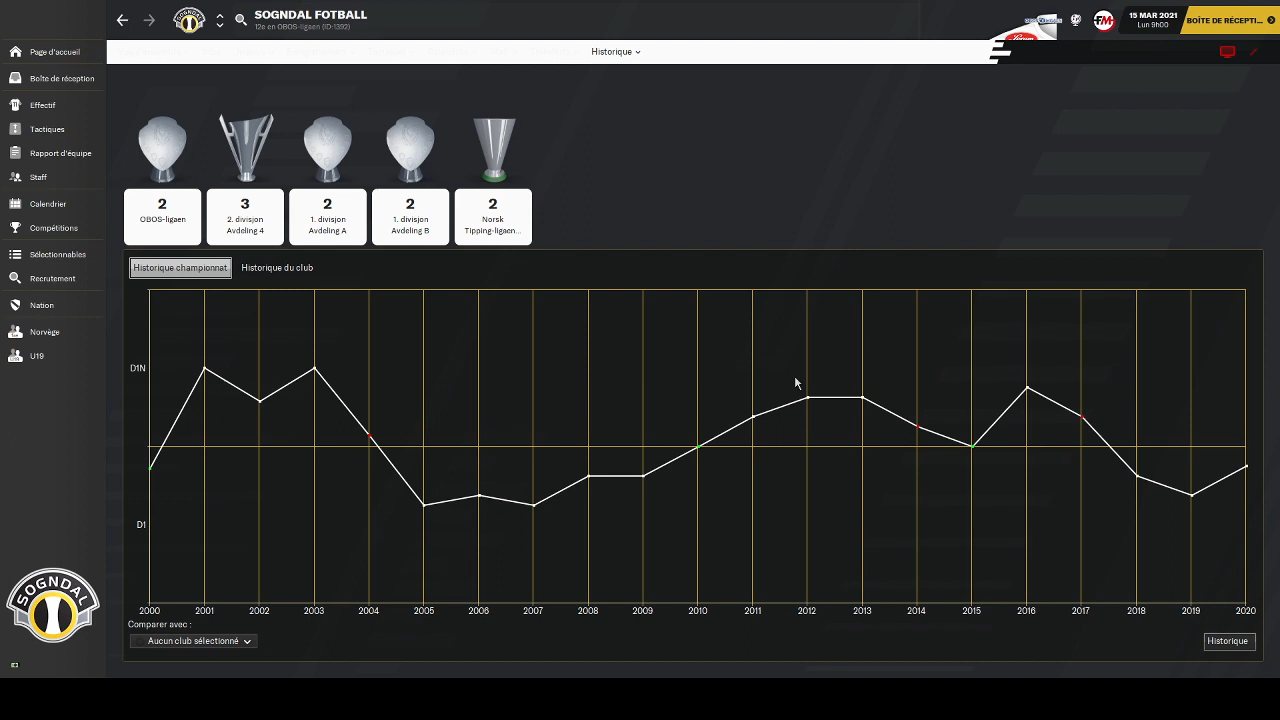 SOGNDAL FOTBALL
12e en OBOS-ligaen (ID:1392)
15 MAR 2021
Lun 9h00
BOÎTE DE RÉCEPTI...
FM
Historique
Page d'accueil
Boîte de réception
Effectif
Tactiques
Rapport d'équipe
Staff
Calendrier
Compétitions
Sélectionnables
Recrutement
Nation
Norvège
U19
2
OBOS-ligaen
3
2. divisjon
Avdeling 4
2
1. divisjon
Avdeling A
2
1. divisjon
Avdeling B
2
Norsk
Tipping-ligaen...
Historique championnat
Historique du club
D1N
D1
2000 2001 2002 2003 2004 2005 2006 2007 2008 2009 2010 2011 2012 2013 2014 2015 2016 2017 2018 2019 2020
Comparer avec :
Aucun club sélectionné
Historique
SOGNDAL